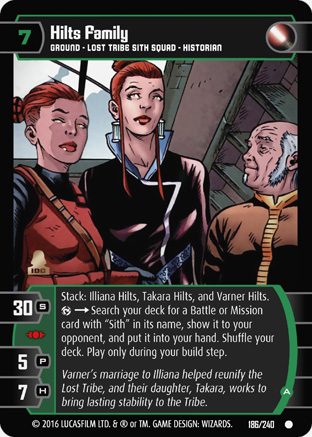 7
Hilts Family
GROUND - LOST TRIBE SITH SQUAD - HISTORIAN
30 S
5 P
7 H
Stack: Illiana Hilts, Takara Hilts, and Varner Hilts.
Search your deck for a Battle or Mission
card with “Sith” in its name, show it to your
opponent, and put it into your hand. Shuffle your
deck. Play only during your build step.
Varner's marriage to Illiana helped reunify the
Lost Tribe, and their daughter, Takara, works to
bring lasting stability to the Tribe.
A
© 2016 LUCASFILM LTD. & ® or TM. GAME DESIGN: WIZARDS.
186/240